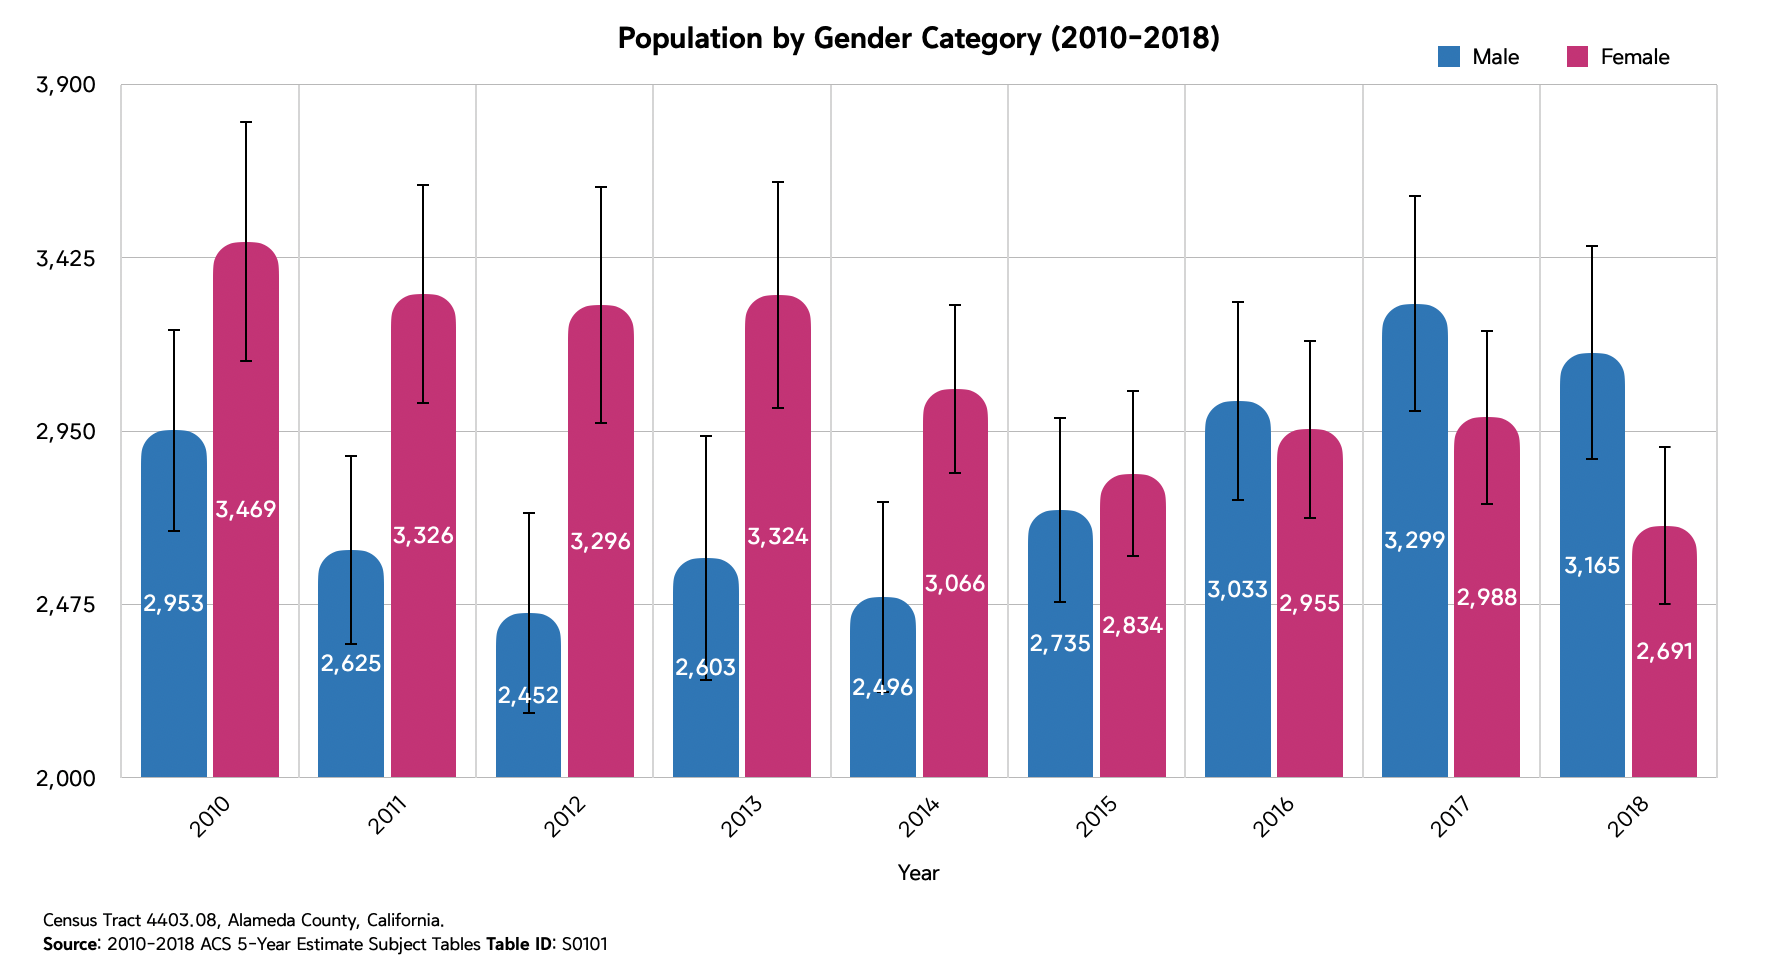 Population by Gender Category (2010-2018)
Male Female
3,900
3,425
2,950
2,475
2,000
2,953 3,469 2,625 3,326 2,452 3,296 2,603 3,324 2,496 3,066 2,735 2,834 3,033 2,955 3,299 2,988 3,165 2,691
2010 2011 2012 2013 2014 2015 2016 2017 2018
Year
Census Tract 4403.08, Alameda County, California.
Source: 2010-2018 ACS 5-Year Estimate Subject Tables Table ID: S0101